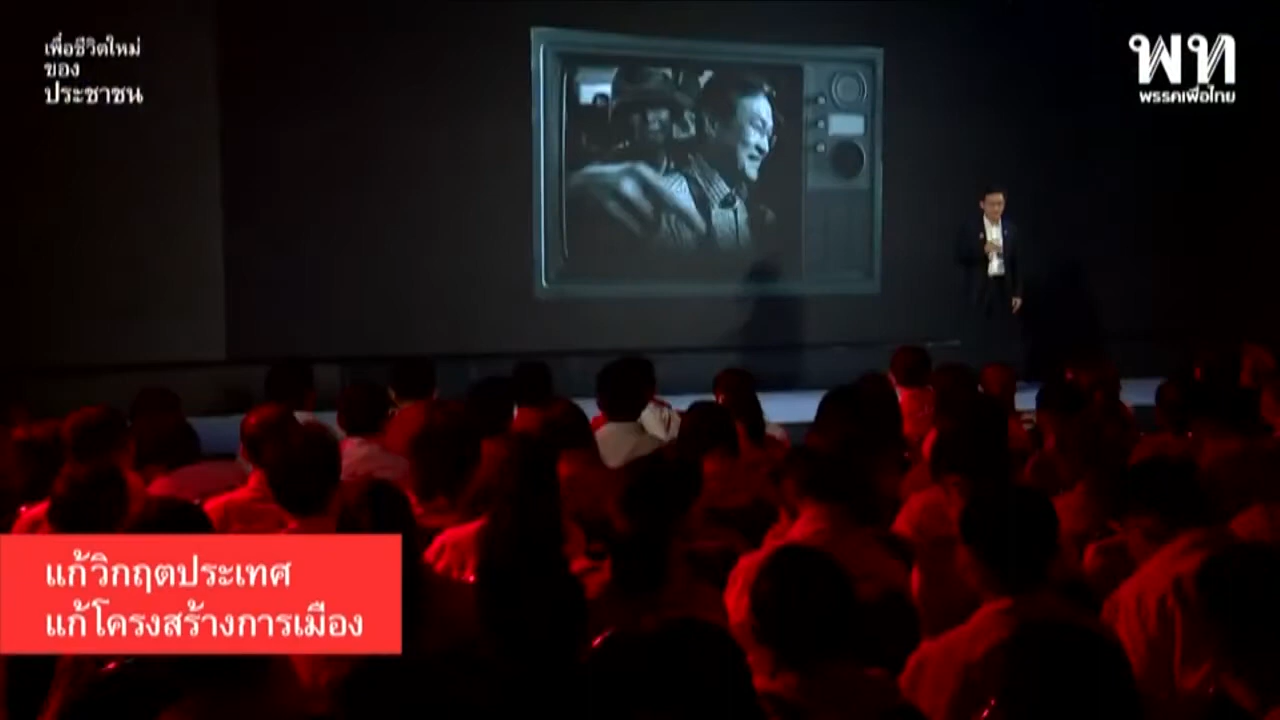 เพื่อชีวิตใหม่
ของ
ประชาชน
พท
พรรคเพื่อไทย
แก้วิกฤตประเทศ
แก้โครงสร้างการเมือง